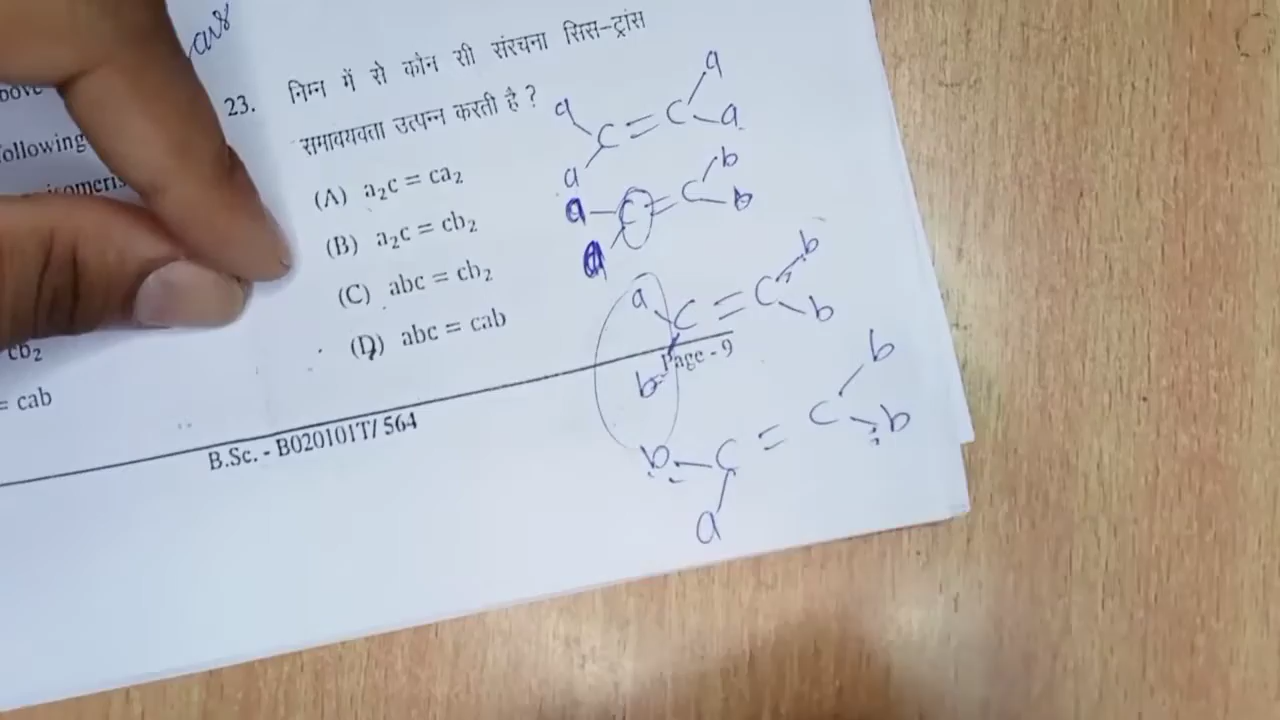 23. निम्न में से कौन सी संरचना सिस-ट्रांस
समावयवता उत्पन्न करती है ?
(A) a₂c = ca₂
(B) a₂c = cb₂
(C) abc = cb₂
(D) abc = cab
Page - 9
B.Sc. - B020101T/ 564
ollowing
cb₂
= cab
a a
C = C
a a
a b
C = C
a b
a b
C = C
b b
b
b C = C b
a